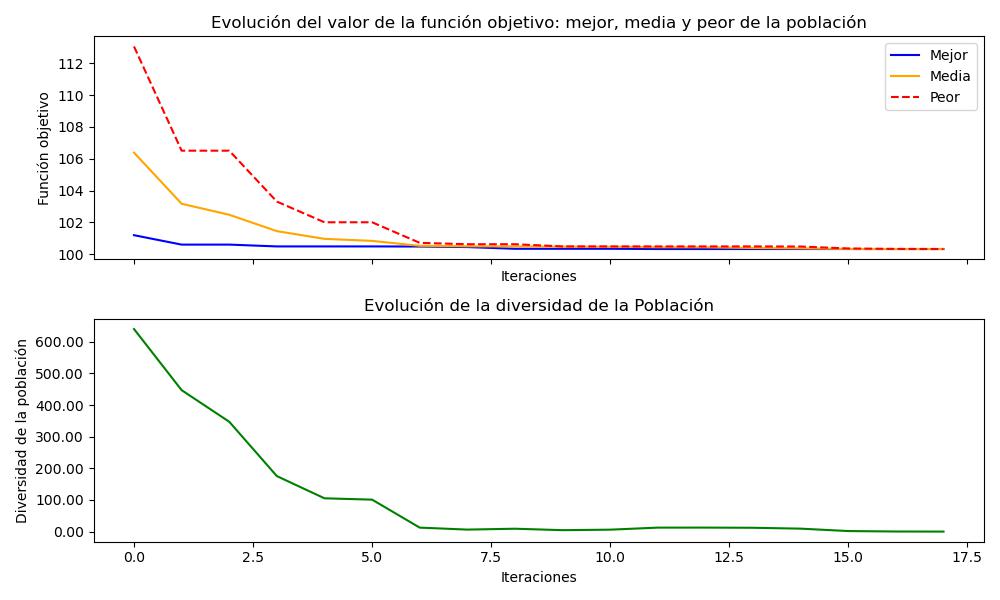 Evolución del valor de la función objetivo: mejor, media y peor de la población
Función objetivo
112
110
108
106
104
102
100
Mejor
Media
Peor
Iteraciones
Evolución de la diversidad de la Población
Diversidad de la población
600.00
500.00
400.00
300.00
200.00
100.00
0.00
0.0 2.5 5.0 7.5 10.0 12.5 15.0 17.5
Iteraciones